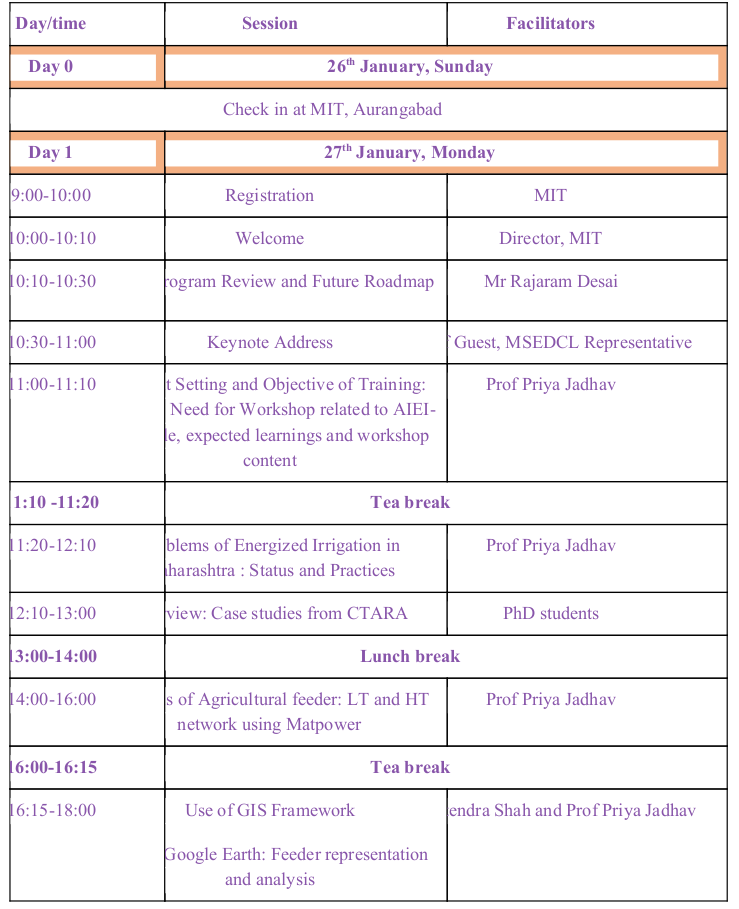 Day/time Session Facilitators
Day 0 26th January, Sunday
Check in at MIT, Aurangabad
Day 1 27th January, Monday
9:00-10:00 Registration MIT
10:00-10:10 Welcome Director, MIT
10:10-10:30 rogram Review and Future Roadmap Mr Rajaram Desai
10:30-11:00 Keynote Address Guest, MSEDCL Representative
11:00-11:10 t Setting and Objective of Training: Prof Priya Jadhav
Need for Workshop related to AIEI-
le, expected learnings and workshop
content
1:10 -11:20 Tea break
11:20-12:10 blems of Energized Irrigation in Prof Priya Jadhav
harashtra : Status and Practices
12:10-13:00 view: Case studies from CTARA PhD students
13:00-14:00 Lunch break
14:00-16:00 s of Agricultural feeder: LT and HT Prof Priya Jadhav
network using Matpower
16:00-16:15 Tea break
16:15-18:00 Use of GIS Framework endra Shah and Prof Priya Jadhav
Google Earth: Feeder representation
and analysis